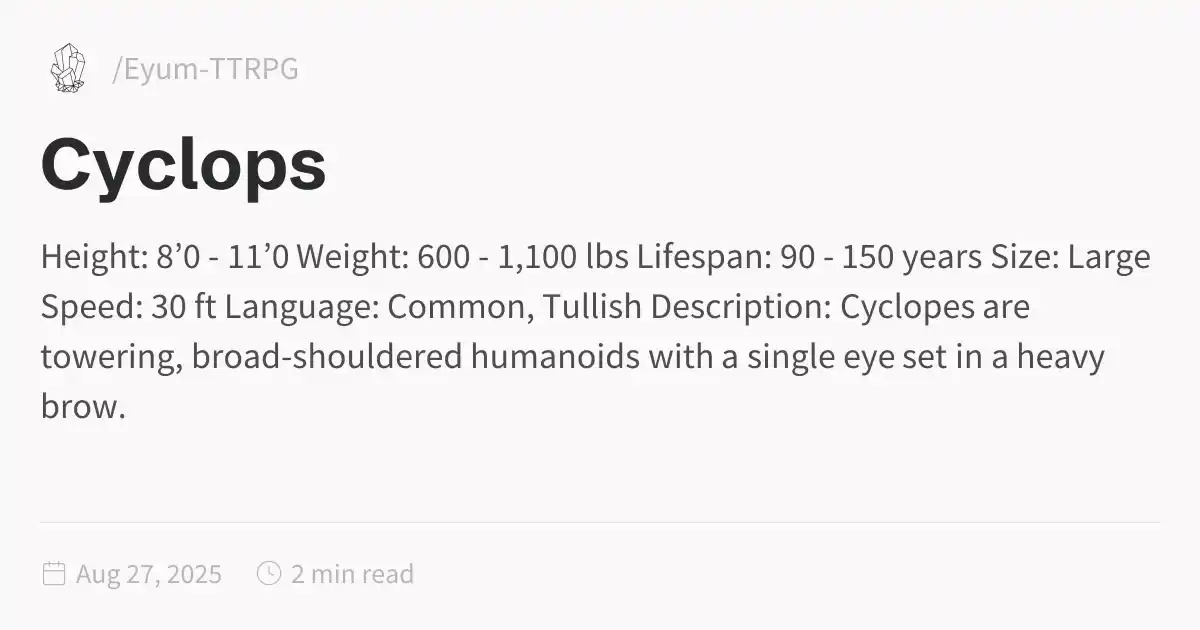 /Eyum-TTRPG
Cyclops
Height: 8’0 - 11’0 Weight: 600 - 1,100 lbs Lifespan: 90 - 150 years Size: Large
Speed: 30 ft Language: Common, Tullish Description: Cyclopes are
towering, broad-shouldered humanoids with a single eye set in a heavy
brow.
Aug 27, 2025 2 min read